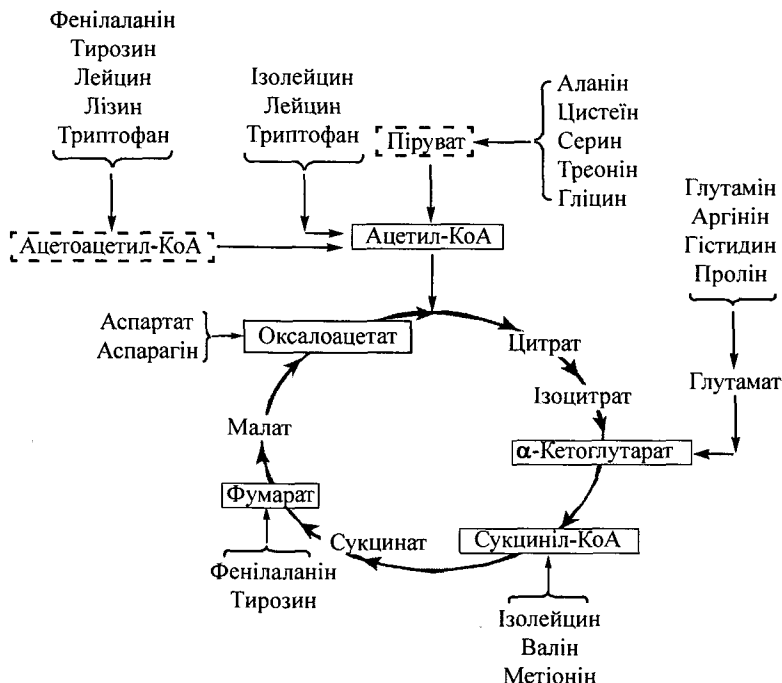 Фенілаланін
Тирозин
Лейцин
Лізин
Триптофан
Ізолейцин
Лейцин
Триптофан
Піруват
Аланін
Цистеїн
Серин
Треонін
Гліцин
Глутамін
Аргінін
Гістидин
Пролін
Ацетоацетил-КоА
Ацетил-КоА
Аспартат
Аспарагін
Оксалоацетат
Цитрат
Ізоцитрат
Глутамат
Малат
α-Кетоглутарат
Фумарат
Сукцинат
Сукциніл-КоА
Фенілаланін
Тирозин
Ізолейцин
Валін
Метіонін